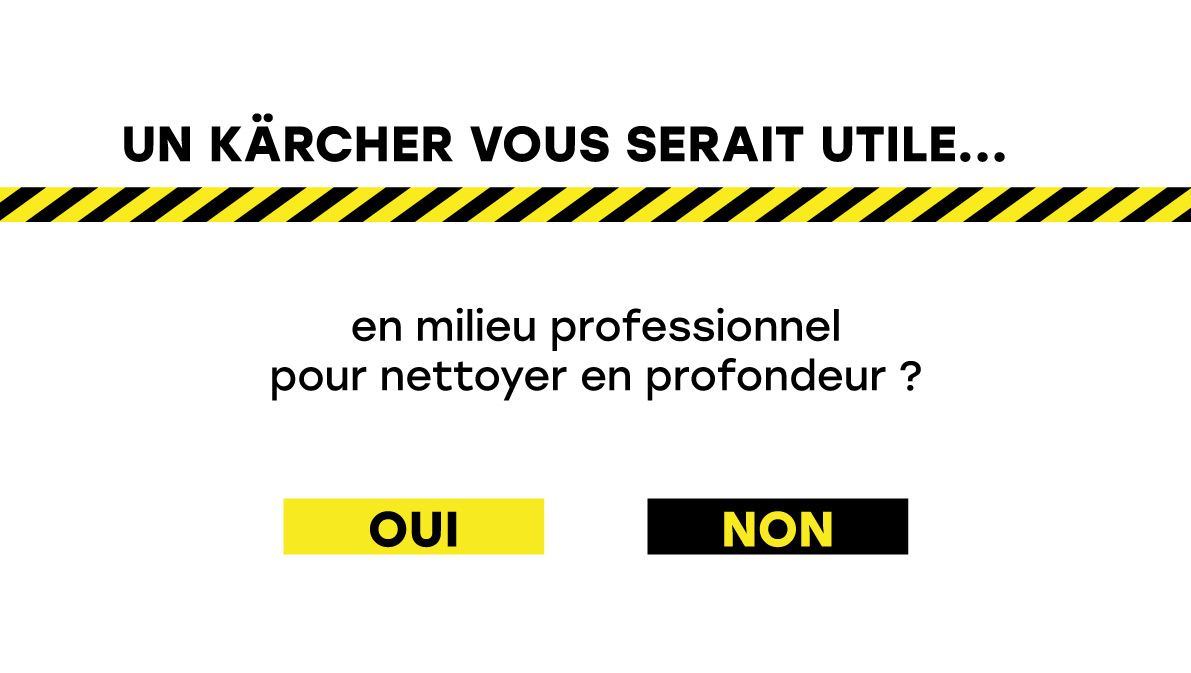 UN KÄRCHER VOUS SERAIT UTILE...
en milieu professionnel
pour nettoyer en profondeur ?
OUI
NON